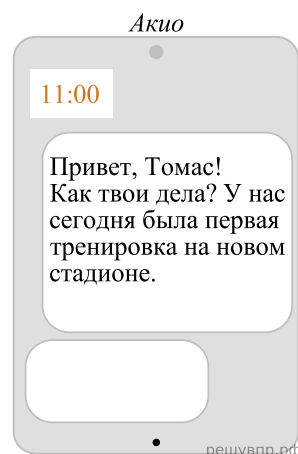 Акио
11:00
Привет, Томас!
Как твои дела? У нас
сегодня была первая
тренировка на новом
стадионе.
решувпр.рф